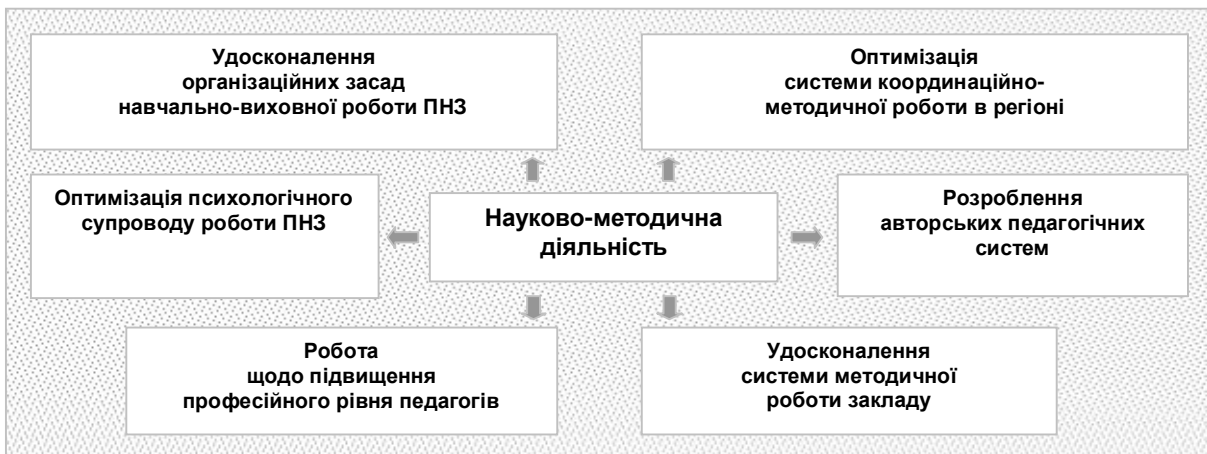 Удосконалення
організаційних засад
навчально-виховної роботи ПНЗ
Оптимізація
системи координаційно-
методичної роботи в регіоні
Оптимізація психологічного
супроводу роботи ПНЗ
Науково-методична
діяльність
Розроблення
авторських педагогічних
систем
Робота
щодо підвищення
професійного рівня педагогів
Удосконалення
системи методичної
роботи закладу